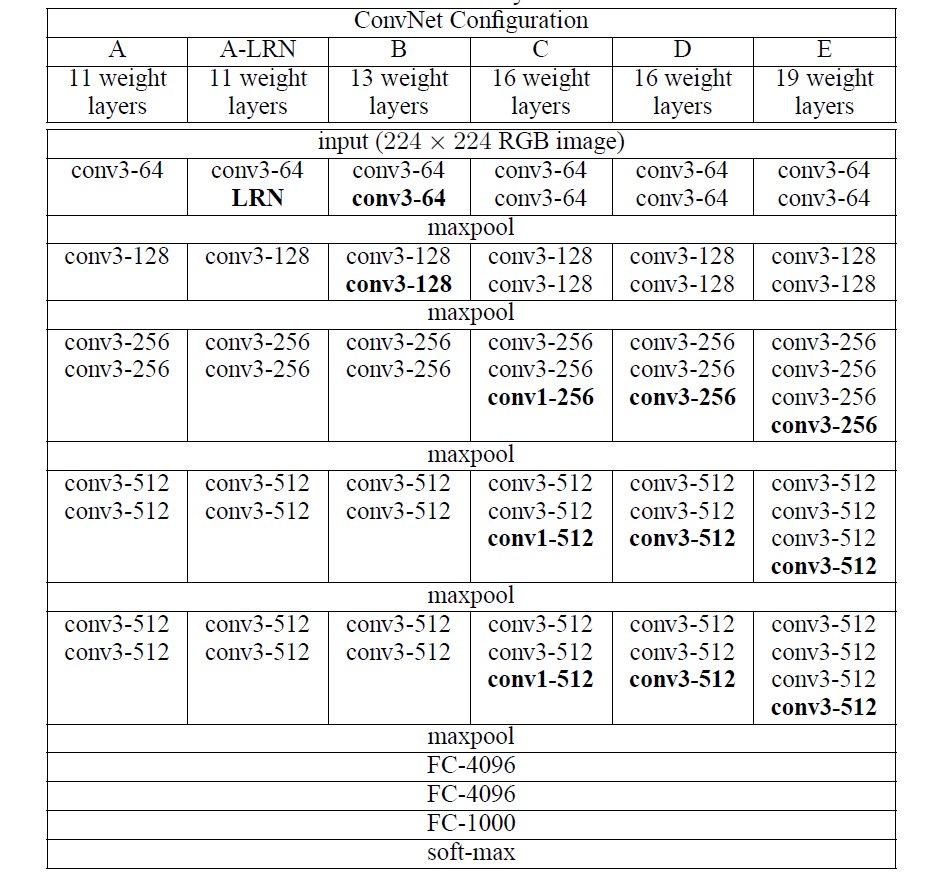 ConvNet Configuration
A A-LRN B C D E
11 weight 11 weight 13 weight 16 weight 16 weight 19 weight
layers layers layers layers layers layers
input (224 × 224 RGB image)
conv3-64 conv3-64 conv3-64 conv3-64 conv3-64 conv3-64
LRN conv3-64 conv3-64 conv3-64 conv3-64
maxpool
conv3-128 conv3-128 conv3-128 conv3-128 conv3-128 conv3-128
conv3-128 conv3-128 conv3-128 conv3-128
maxpool
conv3-256 conv3-256 conv3-256 conv3-256 conv3-256 conv3-256
conv3-256 conv3-256 conv3-256 conv3-256 conv3-256 conv3-256
conv1-256 conv3-256 conv3-256
conv3-256
maxpool
conv3-512 conv3-512 conv3-512 conv3-512 conv3-512 conv3-512
conv3-512 conv3-512 conv3-512 conv3-512 conv3-512 conv3-512
conv1-512 conv3-512 conv3-512
conv3-512
maxpool
conv3-512 conv3-512 conv3-512 conv3-512 conv3-512 conv3-512
conv3-512 conv3-512 conv3-512 conv3-512 conv3-512 conv3-512
conv1-512 conv3-512 conv3-512
conv3-512
maxpool
FC-4096
FC-4096
FC-1000
soft-max